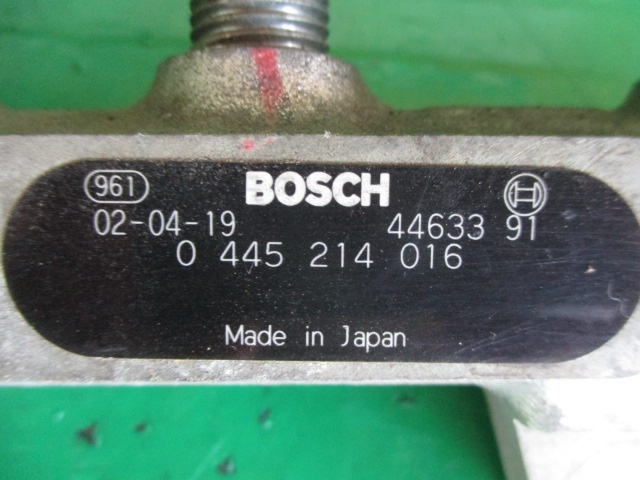 961 BOSCH
02-04-19 44633 91
0 445 214 016
Made in Japan